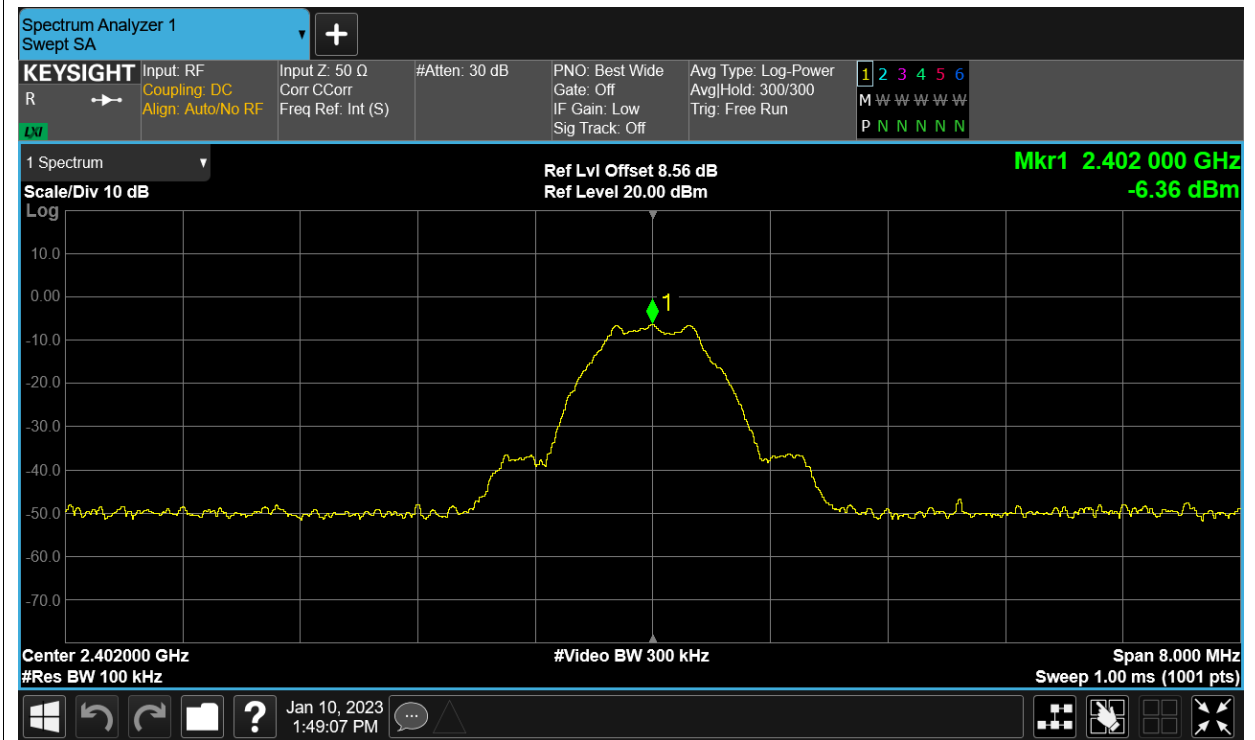 Spectrum Analyzer 1
Swept SA
KEYSIGHT
R
LXI
Input: RF
Coupling: DC
Align: Auto/No RF
Input Z: 50 Ω
Corr CCorr
Freq Ref: Int (S)
#Atten: 30 dB
PNO: Best Wide
Gate: Off
IF Gain: Low
Sig Track: Off
Avg Type: Log-Power
Avg|Hold: 300/300
Trig: Free Run
1 2 3 4 5 6
M W W W W W
P N N N N N
1 Spectrum
Scale/Div 10 dB
Ref Lvl Offset 8.56 dB
Ref Level 20.00 dBm
Mkr1 2.402 000 GHz
-6.36 dBm
Log
10.0
0.00
-10.0
-20.0
-30.0
-40.0
-50.0
-60.0
-70.0
1
Center 2.402000 GHz
#Res BW 100 kHz
#Video BW 300 kHz
Span 8.000 MHz
Sweep 1.00 ms (1001 pts)
?
Jan 10, 2023
1:49:07 PM